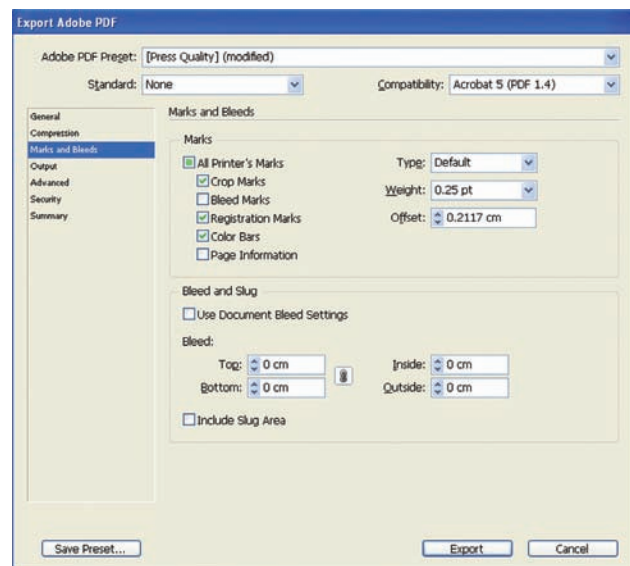 Export Adobe PDF
Adobe PDF Preset: [Press Quality] (modified)
Standard: None Compatibility: Acrobat 5 (PDF 1.4)
General
Compression
Marks and Bleeds
Output
Advanced
Security
Summary
Marks and Bleeds
Marks
All Printer's Marks
Crop Marks
Bleed Marks
Registration Marks
Color Bars
Page Information
Type: Default
Weight: 0.25 pt
Offset: 0.2117 cm
Bleed and Slug
Use Document Bleed Settings
Bleed:
Top: 0 cm Inside: 0 cm
Bottom: 0 cm Outside: 0 cm
Include Slug Area
Save Preset... Export Cancel